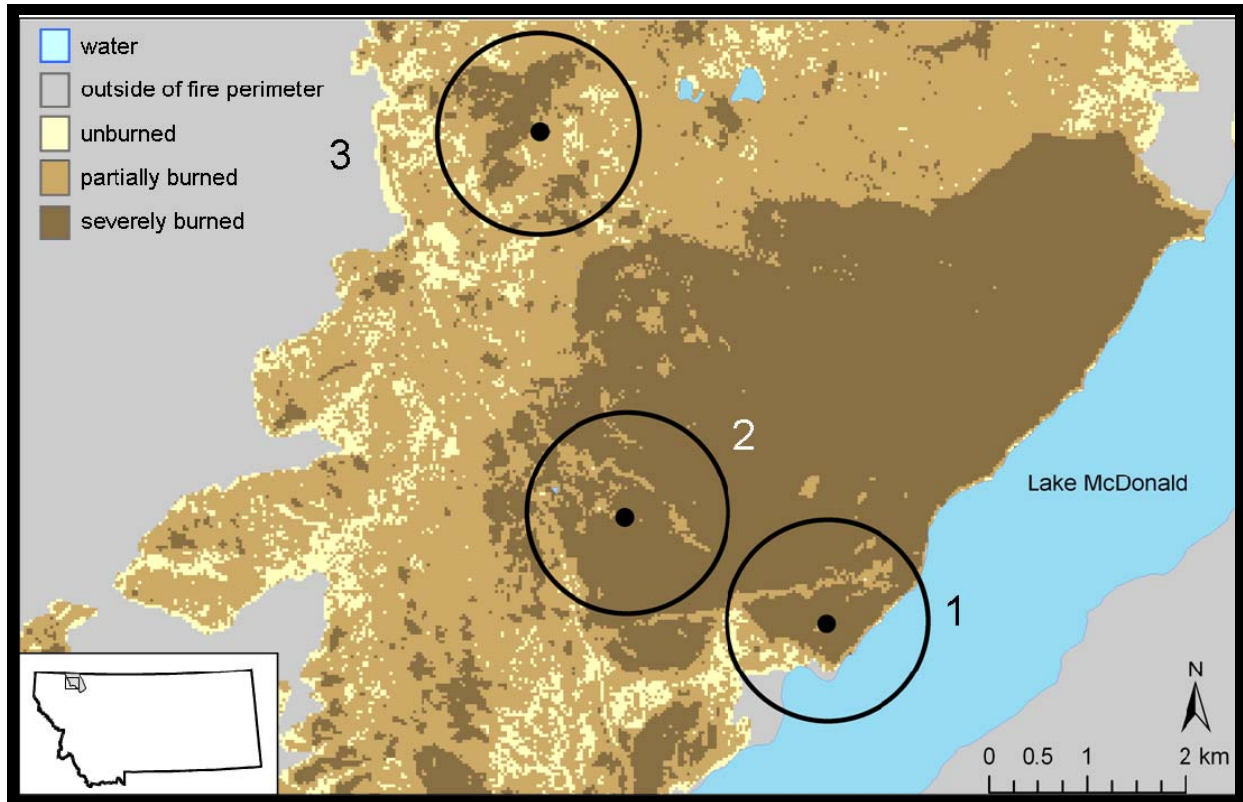 water
outside of fire perimeter
unburned
partially burned
severely burned
3
2
1
Lake McDonald
N
0 0.5 1 2 km